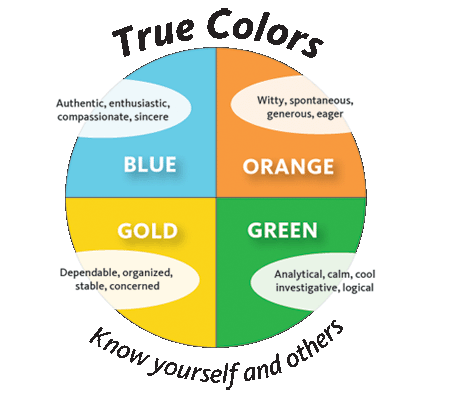 True Colors
Authentic, enthusiastic,
compassionate, sincere
Witty, spontaneous,
generous, eager
BLUE
ORANGE
GOLD
GREEN
Dependable, organized,
stable, concerned
Analytical, calm, cool
investigative, logical
Know yourself and others